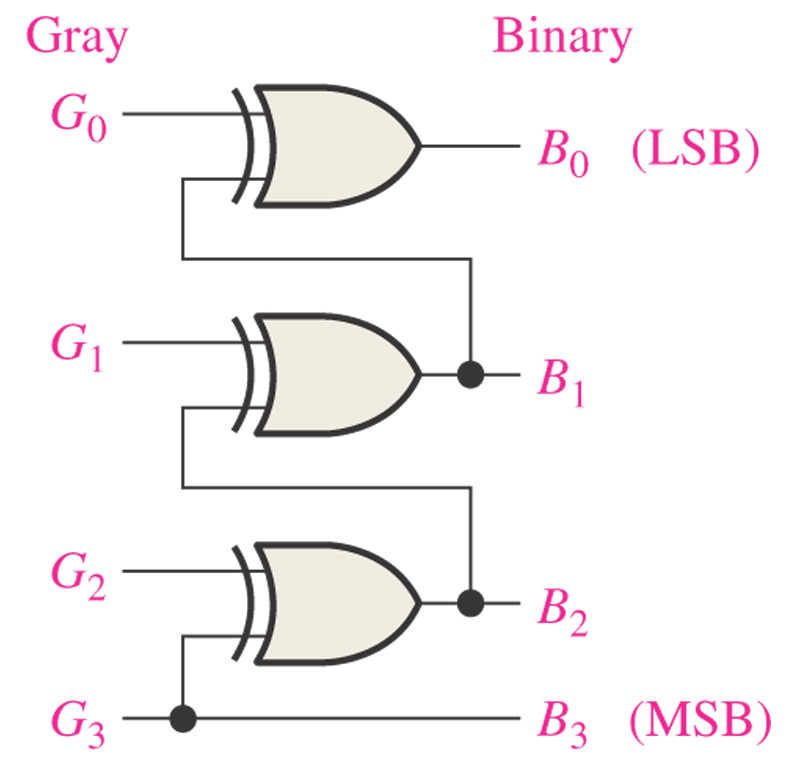 Gray Binary
G0 B0 (LSB)
G1 B1
G2 B2
G3 B3 (MSB)